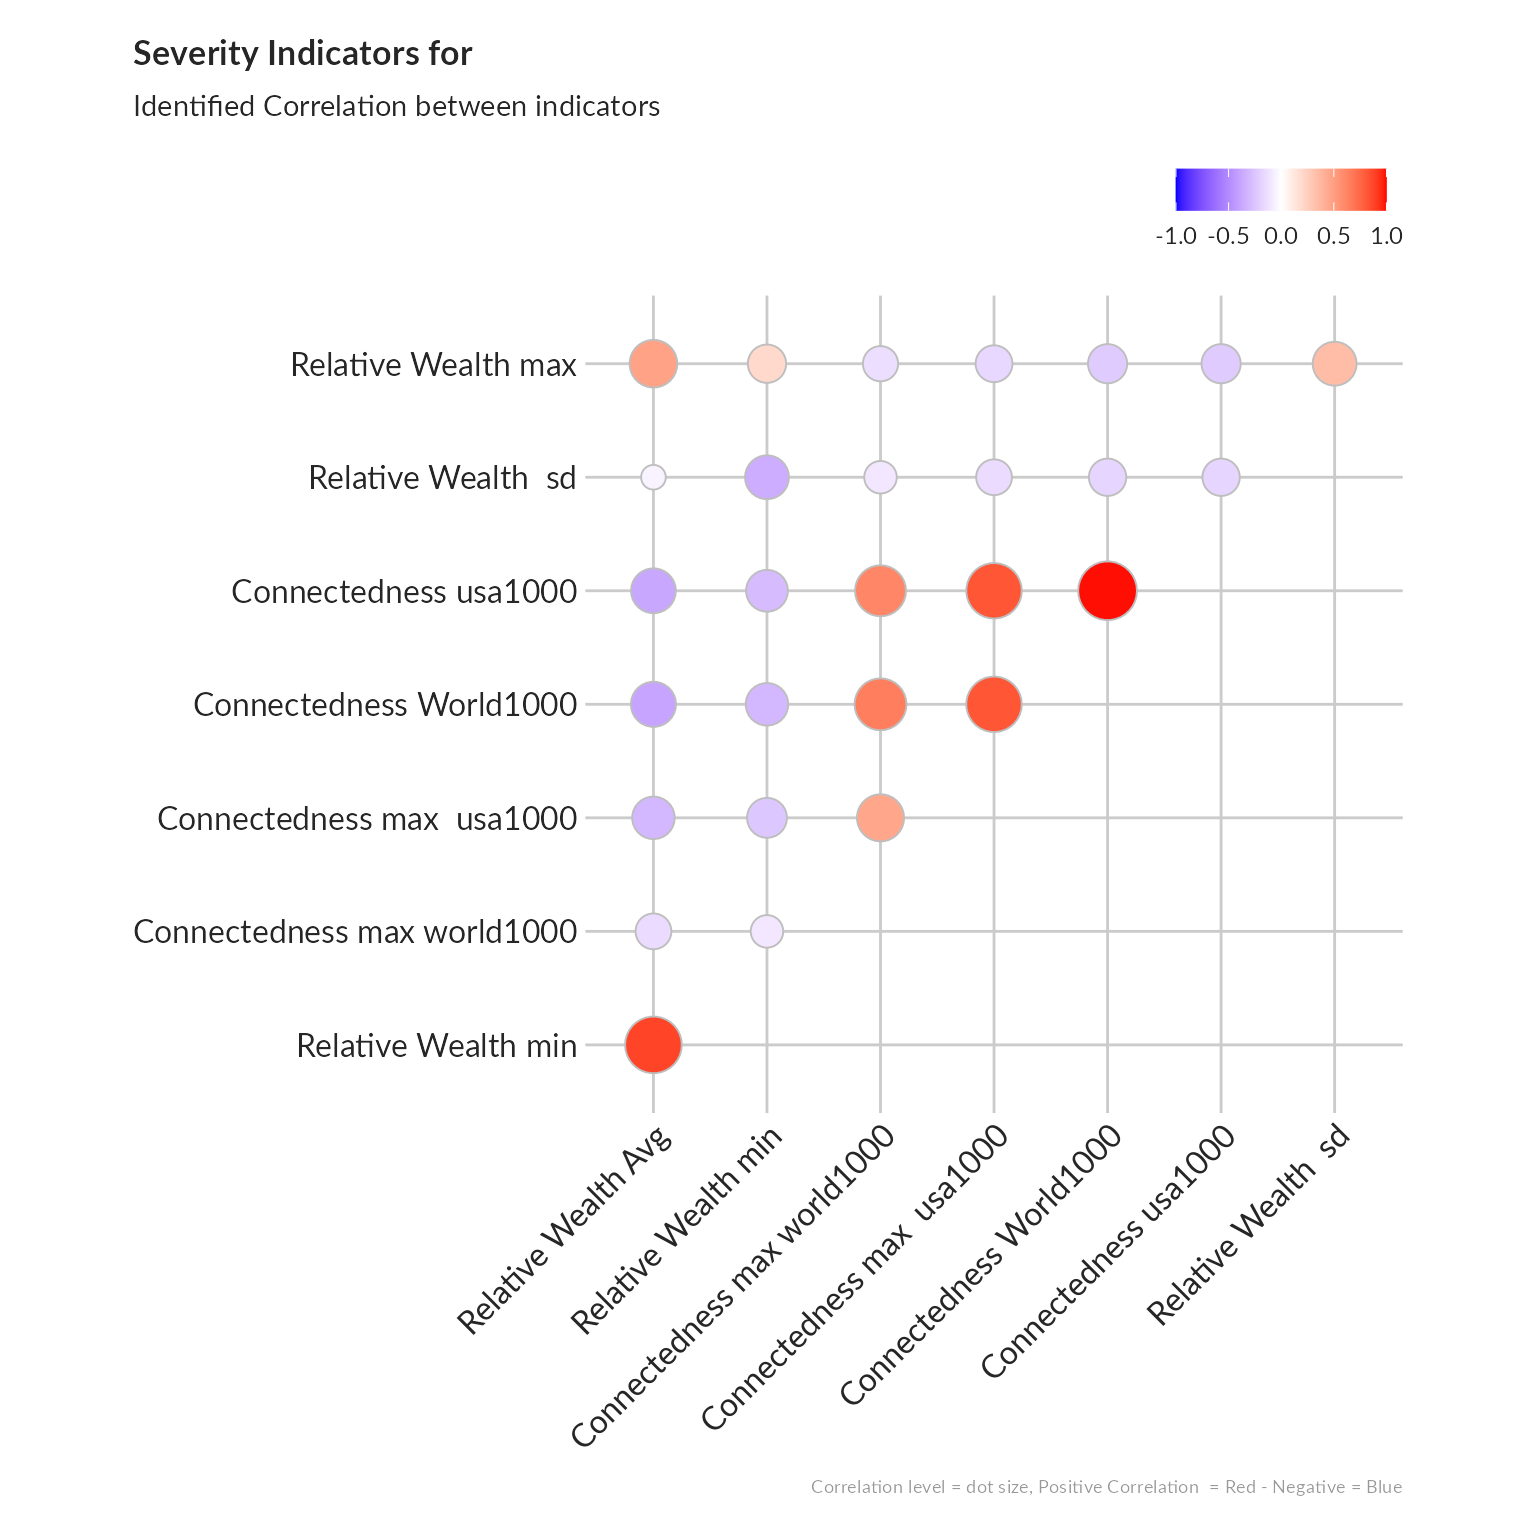 Severity Indicators for
Identified Correlation between indicators
-1.0 -0.5 0.0 0.5 1.0
Relative Wealth max
Relative Wealth  sd
Connectedness usa1000
Connectedness World1000
Connectedness max  usa1000
Connectedness max world1000
Relative Wealth min
Relative Wealth Avg
Relative Wealth min
Connectedness max world1000
Connectedness max  usa1000
Connectedness World1000
Connectedness usa1000
Relative Wealth  sd
Correlation level = dot size, Positive Correlation  = Red - Negative = Blue